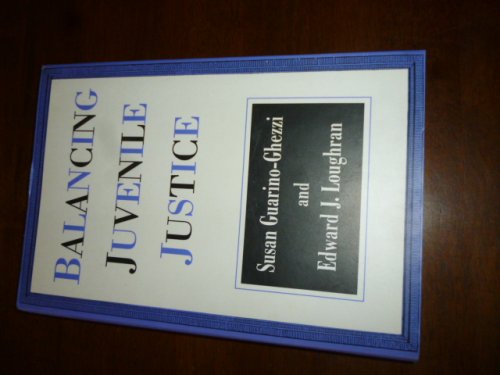 BALANCING
JUVENILE
JUSTICE
Susan Guarino-Ghezzi
and
Edward J. Loughran